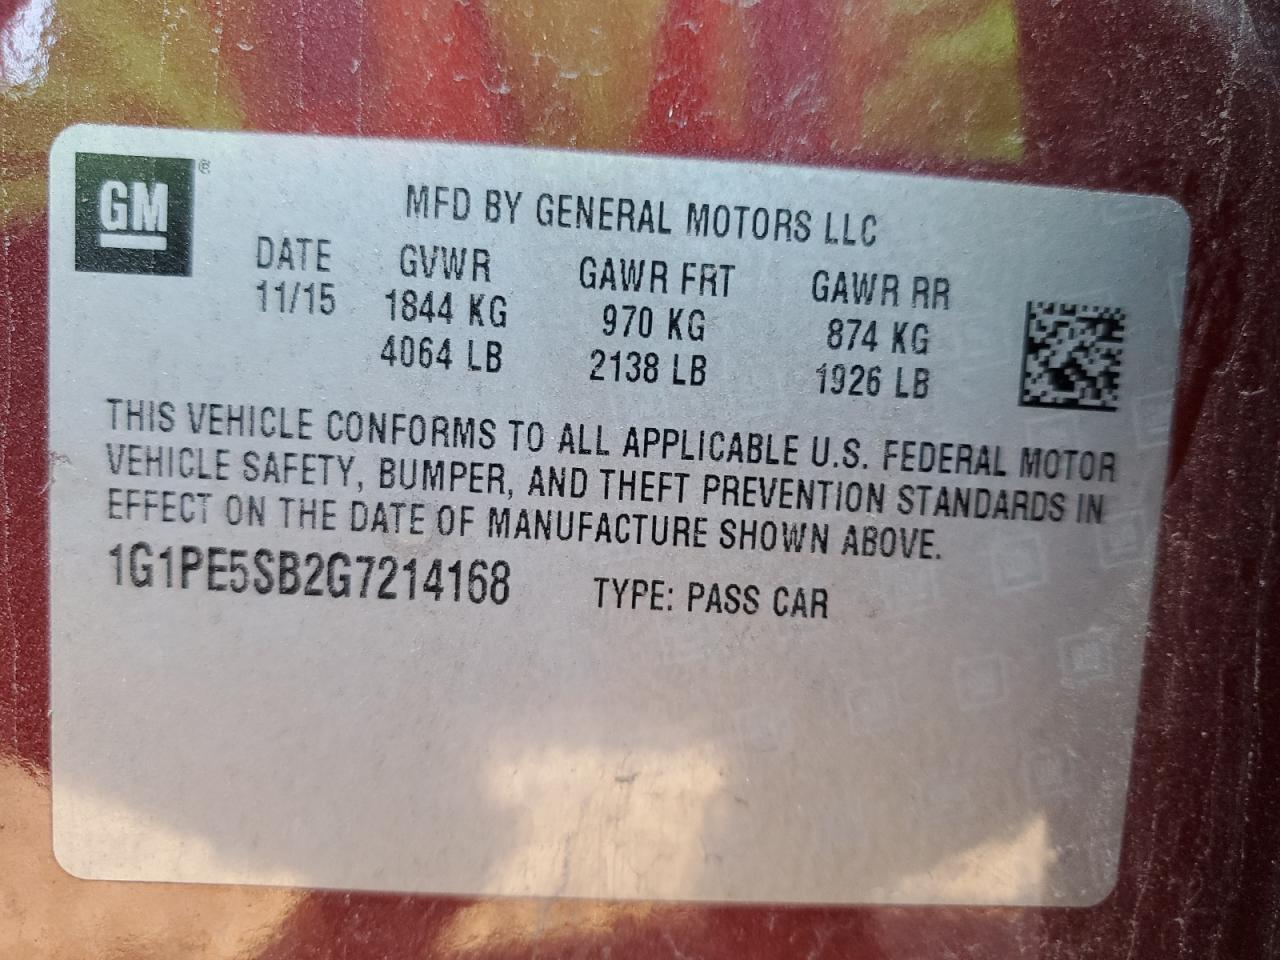 GM ®
MFD BY GENERAL MOTORS LLC
DATE GVWR GAWR FRT GAWR RR
11/15 1844 KG 970 KG 874 KG
4064 LB 2138 LB 1926 LB
THIS VEHICLE CONFORMS TO ALL APPLICABLE U.S. FEDERAL MOTOR
VEHICLE SAFETY, BUMPER, AND THEFT PREVENTION STANDARDS IN
EFFECT ON THE DATE OF MANUFACTURE SHOWN ABOVE.
1G1PE5SB2G7214168 TYPE: PASS CAR